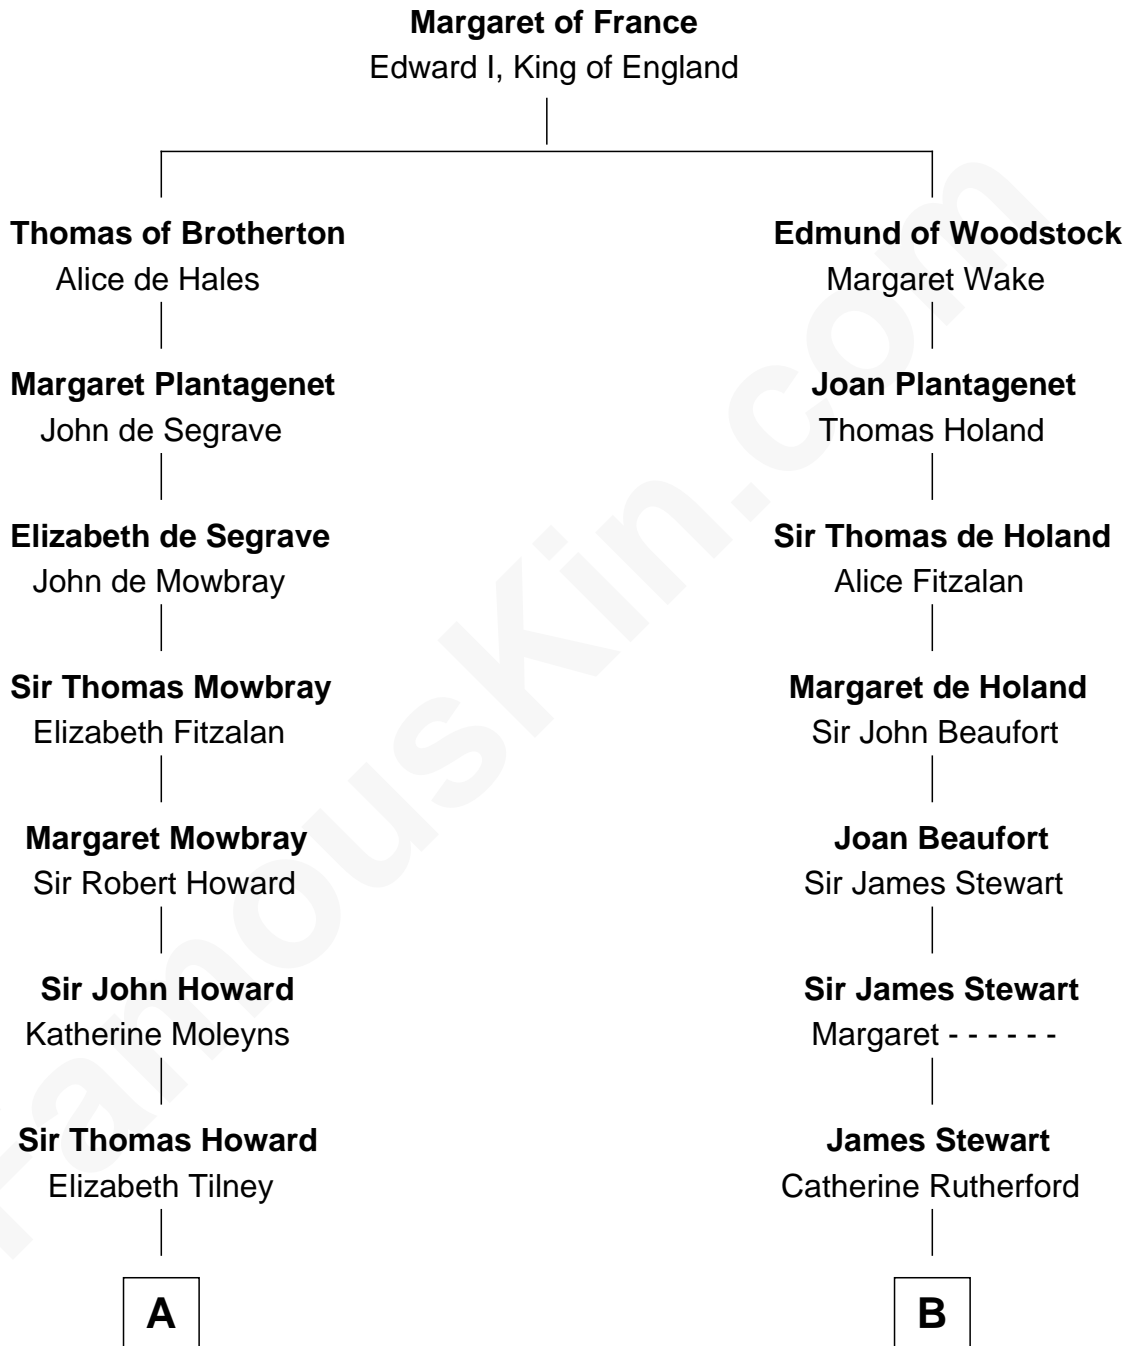 Margaret of France
Edward I, King of England
Thomas of Brotherton
Alice de Hales
Edmund of Woodstock
Margaret Wake
Margaret Plantagenet
John de Segrave
Joan Plantagenet
Thomas Holand
Elizabeth de Segrave
John de Mowbray
Sir Thomas de Holand
Alice Fitzalan
Sir Thomas Mowbray
Elizabeth Fitzalan
Margaret de Holand
Sir John Beaufort
Margaret Mowbray
Sir Robert Howard
Joan Beaufort
Sir James Stewart
Sir John Howard
Katherine Moleyns
Sir James Stewart
Margaret - - - - - -
Sir Thomas Howard
Elizabeth Tilney
James Stewart
Catherine Rutherford
A
B
FamousKin.com